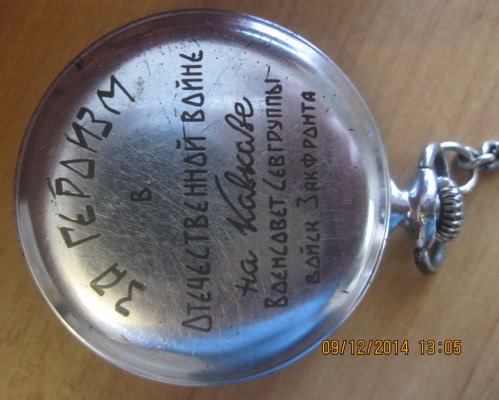 ЗА ГЕРОИЗМ
В
ОТЕЧЕСТВЕННОЙ ВОЙНЕ
на Кавказе
ВОЕНСОВЕТ СЕВГРУППЫ
ВОЙСК ЗАКФРОНТА
09/12/2014 13:05